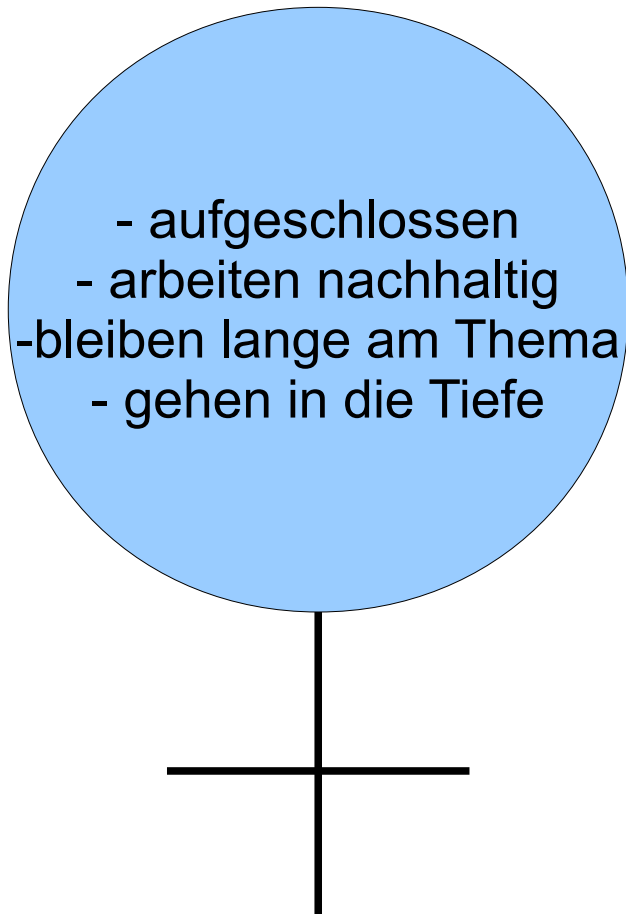 - aufgeschlossen
- arbeiten nachhaltig
-bleiben lange am Thema
- gehen in die Tiefe